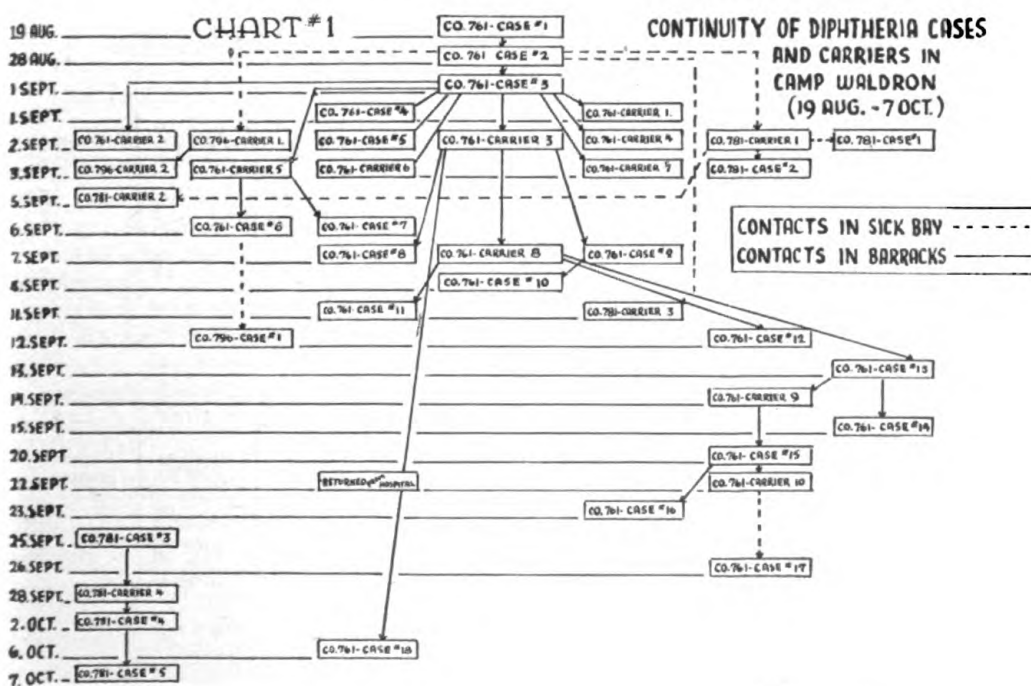 CHART #1
CONTINUITY OF DIPHTHERIA CASES
AND CARRIERS IN
CAMP WALDRON
(19 AUG. - 7 OCT.)
19 AUG. CO.761-CASE #1
28 AUG. CO.761 CASE #2
1 SEPT. CO.761-CASE #3
1. SEPT. CO.761-CASE #4 CO.761-CARRIER 1.
2. SEPT. CO.761-CARRIER 2 CO.796-CARRIER 1. CO.761-CASE #5 CO.761-CARRIER 3 CO.761-CARRIER 4 CO.781-CARRIER 1 CO.781-CASE #1
3. SEPT. CO.796-CARRIER 2 CO.761-CARRIER 5 CO.761-CARRIER 6 CO.761-CARRIER 7 CO.781-CASE #2
5. SEPT. CO.781-CARRIER 2
6. SEPT. CO.761-CASE #6 CO.761-CASE #7
7. SEPT. CO.761-CASE #8 CO.761-CARRIER 8 CO.761-CASE #9
8. SEPT. CO.761-CASE #10
11. SEPT. CO.761-CASE #11 CO.781-CARRIER 3
12. SEPT. CO.796-CASE #1 CO.761-CASE #12
13. SEPT. CO.761-CASE #13
14. SEPT. CO.761-CARRIER 9
15. SEPT. CO.761-CASE #14
20. SEPT. CO.761-CASE #15
22. SEPT. RETURNED FROM HOSPITAL CO.761-CARRIER 10
23. SEPT. CO.761-CASE #16
25. SEPT. CO.781-CASE #3
26. SEPT. CO.761-CASE #17
28. SEPT. CO.781-CARRIER 4
2. OCT. CO.781-CASE #4
6. OCT. CO.761-CASE #18
7. OCT. CO.781-CASE #5
CONTACTS IN SICK BAY
CONTACTS IN BARRACKS